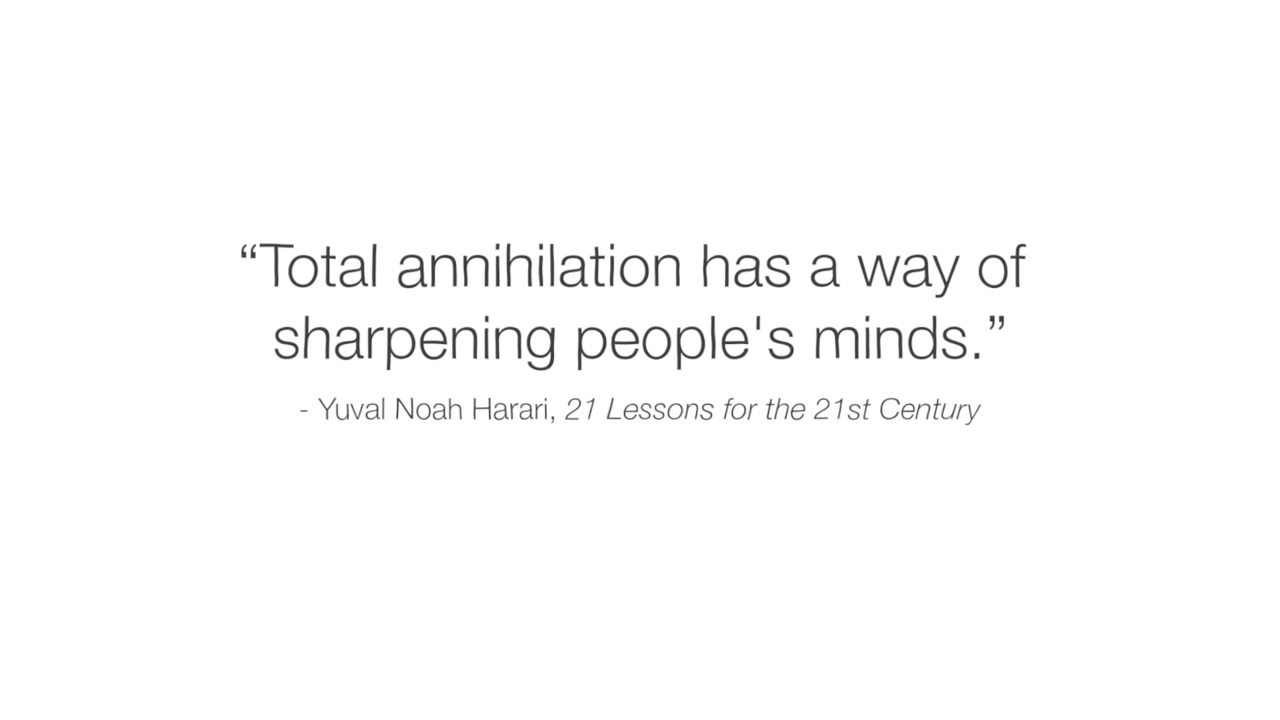 “Total annihilation has a way of
sharpening people's minds.”
- Yuval Noah Harari, 21 Lessons for the 21st Century